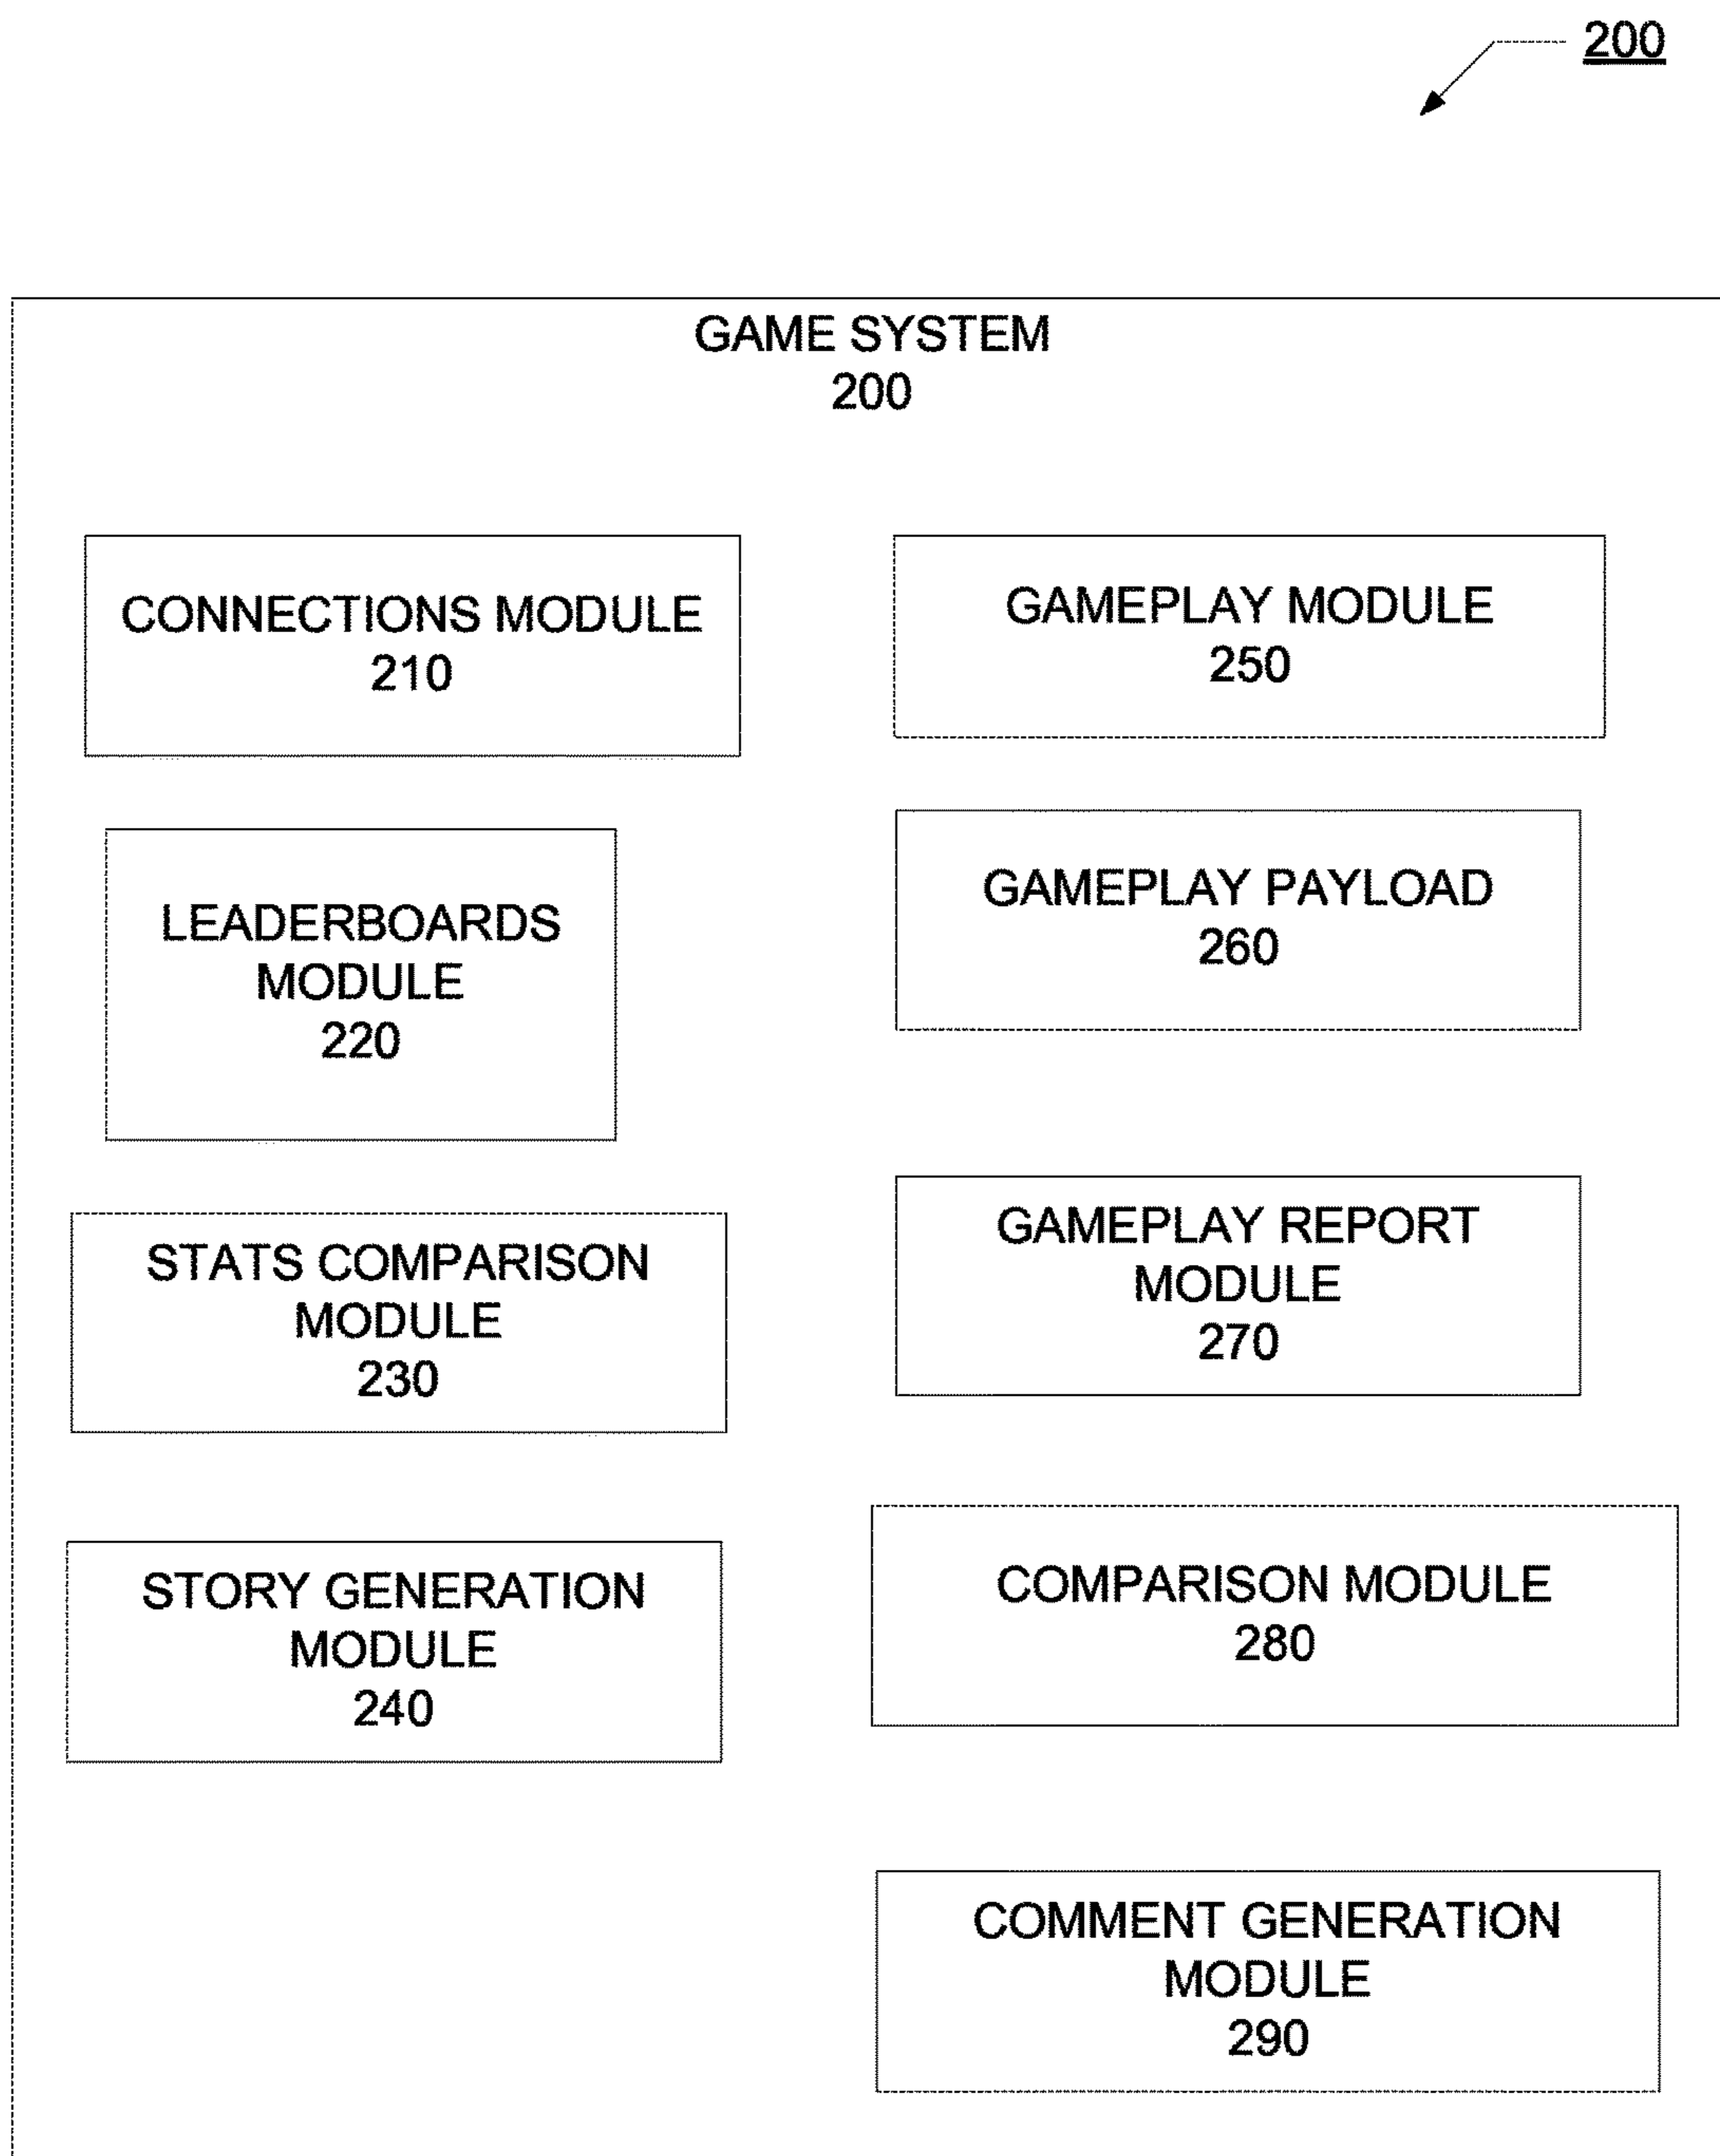 200
GAME SYSTEM
200
CONNECTIONS MODULE
210
LEADERBOARDS
MODULE
220
STATS COMPARISON
MODULE
230
STORY GENERATION
MODULE
240
GAMEPLAY MODULE
250
GAMEPLAY PAYLOAD
260
GAMEPLAY REPORT
MODULE
270
COMPARISON MODULE
280
COMMENT GENERATION
MODULE
290